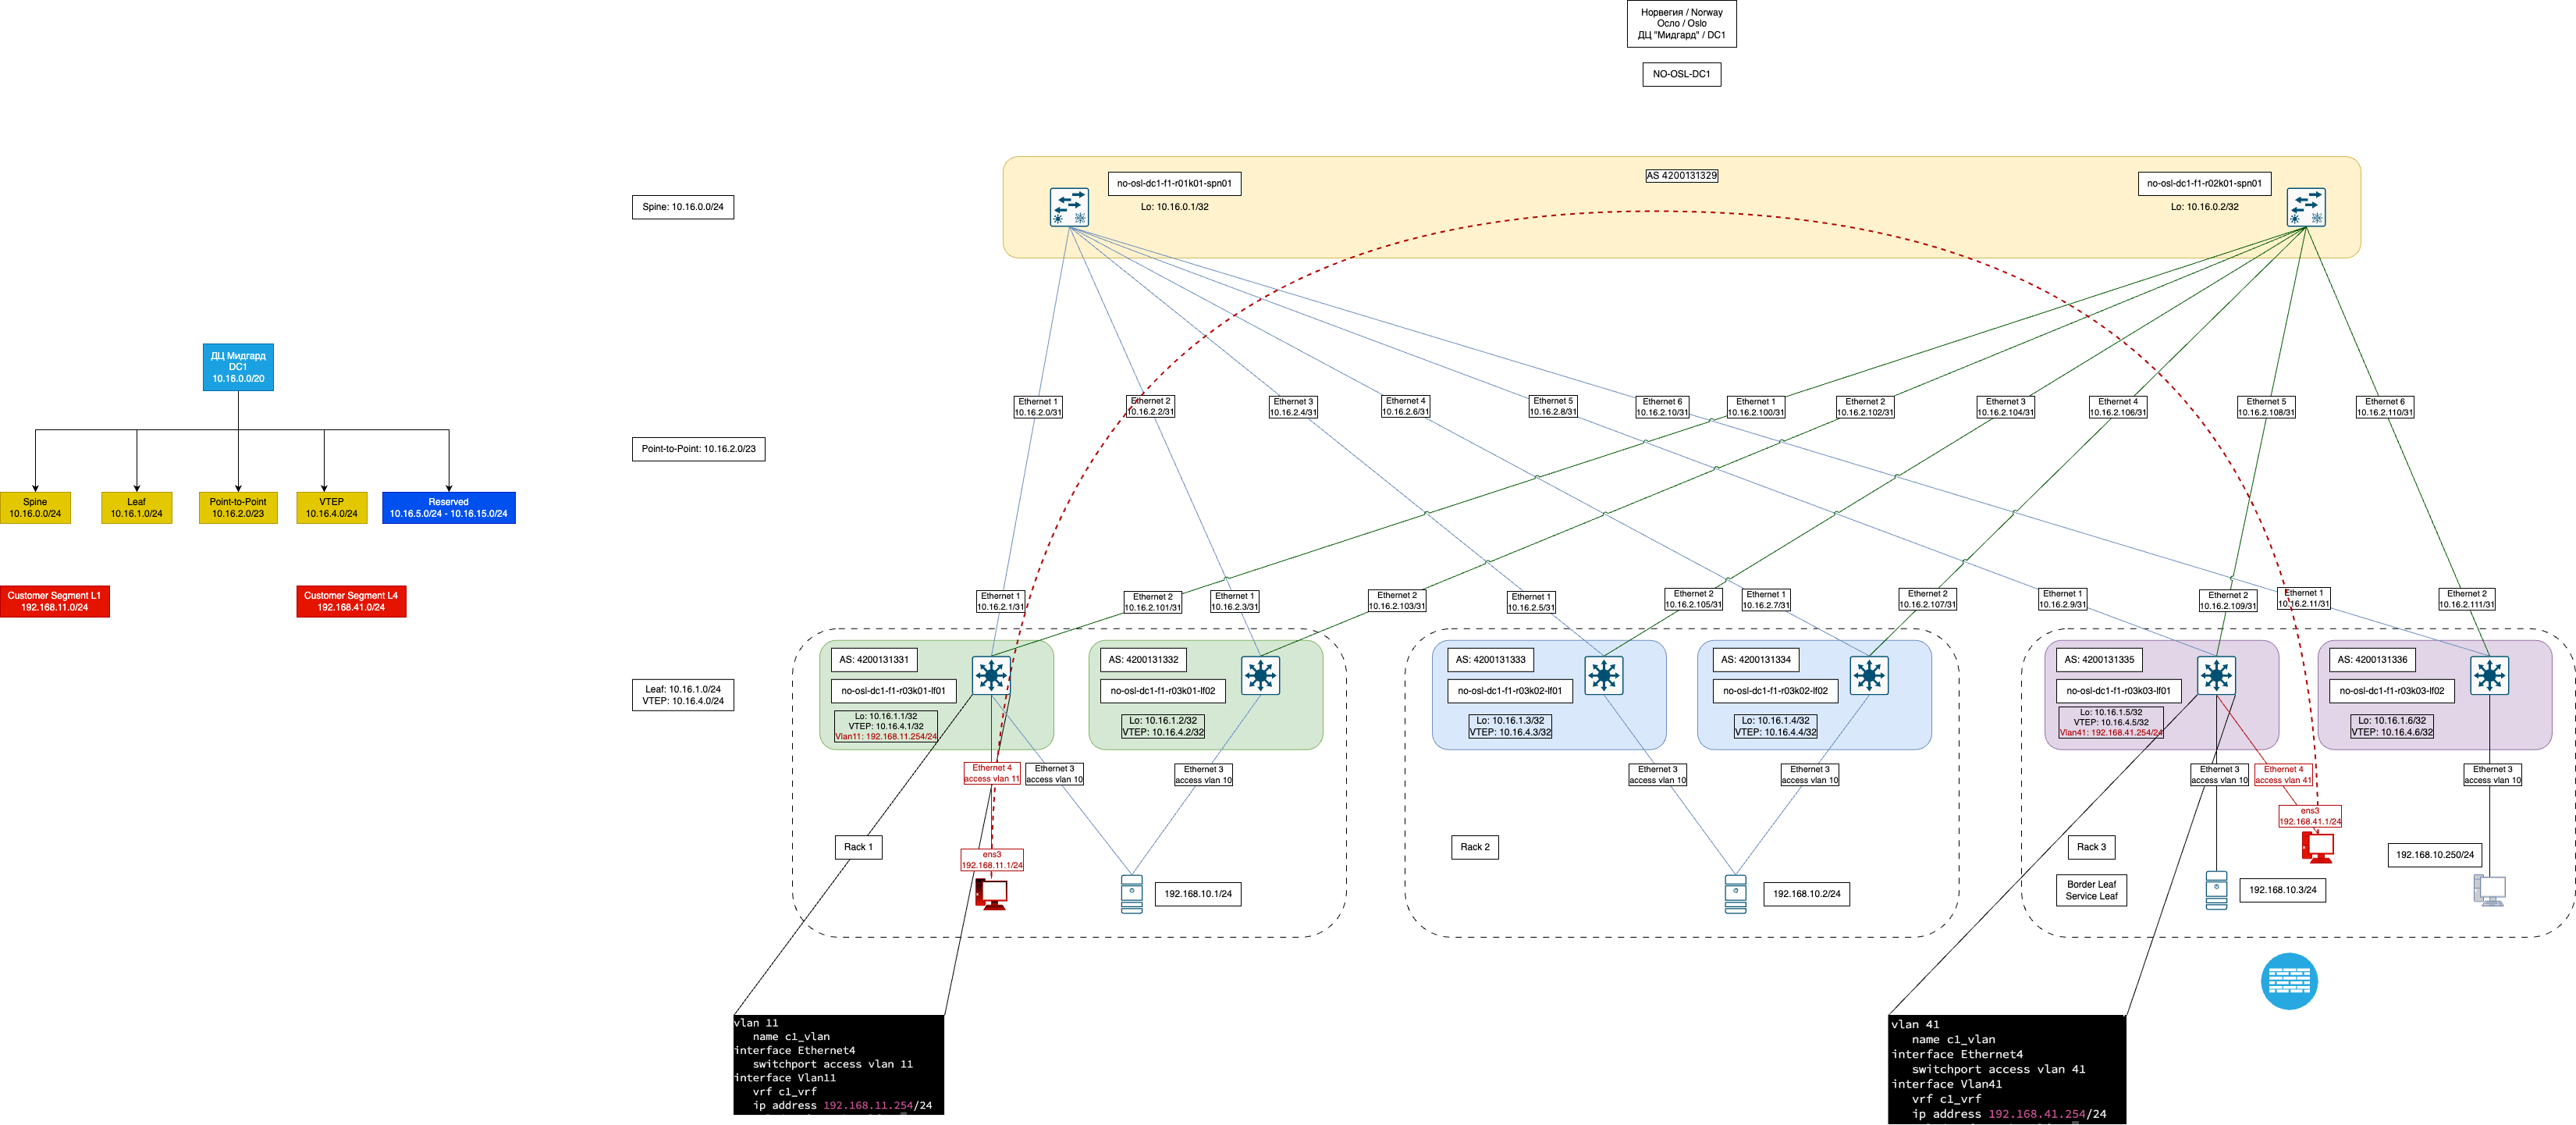 Норвегия / Norway
Осло / Oslo
ДЦ "Мидгард" / DC1
NO-OSL-DC1
AS 4200131329
no-osl-dc1-f1-r01k01-spn01
Lo: 10.16.0.1/32
no-osl-dc1-f1-r02k01-spn01
Lo: 10.16.0.2/32
Spine: 10.16.0.0/24
ДЦ Мидгард
DC1
10.16.0.0/20
Spine
10.16.0.0/24
Leaf
10.16.1.0/24
Point-to-Point
10.16.2.0/23
VTEP
10.16.4.0/24
Reserved
10.16.5.0/24 - 10.16.15.0/24
Customer Segment L1
192.168.11.0/24
Customer Segment L4
192.168.41.0/24
Ethernet 1
10.16.2.0/31
Ethernet 2
10.16.2.2/31
Ethernet 3
10.16.2.4/31
Ethernet 4
10.16.2.6/31
Ethernet 5
10.16.2.8/31
Ethernet 6
10.16.2.10/31
Ethernet 1
10.16.2.100/31
Ethernet 2
10.16.2.102/31
Ethernet 3
10.16.2.104/31
Ethernet 4
10.16.2.106/31
Ethernet 5
10.16.2.108/31
Ethernet 6
10.16.2.110/31
Point-to-Point: 10.16.2.0/23
Ethernet 1
10.16.2.1/31
Ethernet 2
10.16.2.101/31
Ethernet 1
10.16.2.3/31
Ethernet 2
10.16.2.103/31
Ethernet 1
10.16.2.5/31
Ethernet 2
10.16.2.105/31
Ethernet 1
10.16.2.7/31
Ethernet 2
10.16.2.107/31
Ethernet 1
10.16.2.9/31
Ethernet 2
10.16.2.109/31
Ethernet 1
10.16.2.11/31
Ethernet 2
10.16.2.111/31
Leaf: 10.16.1.0/24
VTEP: 10.16.4.0/24
AS: 4200131331
no-osl-dc1-f1-r03k01-lf01
Lo: 10.16.1.1/32
VTEP: 10.16.4.1/32
Vlan11: 192.168.11.254/24
AS: 4200131332
no-osl-dc1-f1-r03k01-lf02
Lo: 10.16.1.2/32
VTEP: 10.16.4.2/32
AS: 4200131333
no-osl-dc1-f1-r03k02-lf01
Lo: 10.16.1.3/32
VTEP: 10.16.4.3/32
AS: 4200131334
no-osl-dc1-f1-r03k02-lf02
Lo: 10.16.1.4/32
VTEP: 10.16.4.4/32
AS: 4200131335
no-osl-dc1-f1-r03k03-lf01
Lo: 10.16.1.5/32
VTEP: 10.16.4.5/32
Vlan41: 192.168.41.254/24
AS: 4200131336
no-osl-dc1-f1-r03k03-lf02
Lo: 10.16.1.6/32
VTEP: 10.16.4.6/32
Ethernet 4
access vlan 11
Ethernet 3
access vlan 10
Ethernet 3
access vlan 10
Ethernet 3
access vlan 10
Ethernet 3
access vlan 10
Ethernet 3
access vlan 10
Ethernet 4
access vlan 41
Ethernet 3
access vlan 10
Rack 1
ens3
192.168.11.1/24
192.168.10.1/24
Rack 2
192.168.10.2/24
Rack 3
Border Leaf
Service Leaf
192.168.10.3/24
ens3
192.168.41.1/24
192.168.10.250/24
vlan 11
name c1_vlan
interface Ethernet4
switchport access vlan 11
interface Vlan11
vrf c1_vrf
ip address 192.168.11.254/24
vlan 41
name c1_vlan
interface Ethernet4
switchport access vlan 41
interface Vlan41
vrf c1_vrf
ip address 192.168.41.254/24